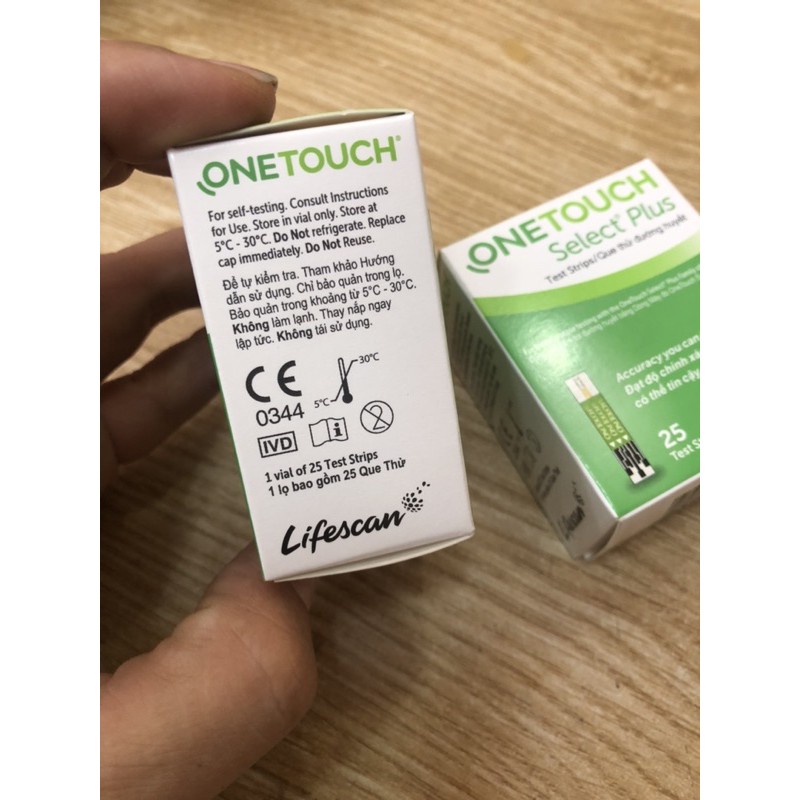 ONETOUCH®
For self-testing. Consult Instructions
for Use. Store in vial only. Store at
5°C - 30°C. Do Not refrigerate. Replace
cap immediately. Do Not Reuse.
Để tự kiểm tra. Tham khảo Hướng
dẫn sử dụng. Chỉ bảo quản trong lọ.
Bảo quản trong khoảng từ 5°C - 30°C.
Không làm lạnh. Thay nắp ngay
lập tức. Không tái sử dụng.
CE
0344
30°C
5°C
IVD
i
2
1 vial of 25 Test Strips
1 lọ bao gồm 25 Que Thử
Lifescan
ONETOUCH
Select® Plus
Test Strips/Que thử đường huyết
Accuracy you can
Đạt độ chính xá
có thể tin cậy
25
Test St
Lifescan